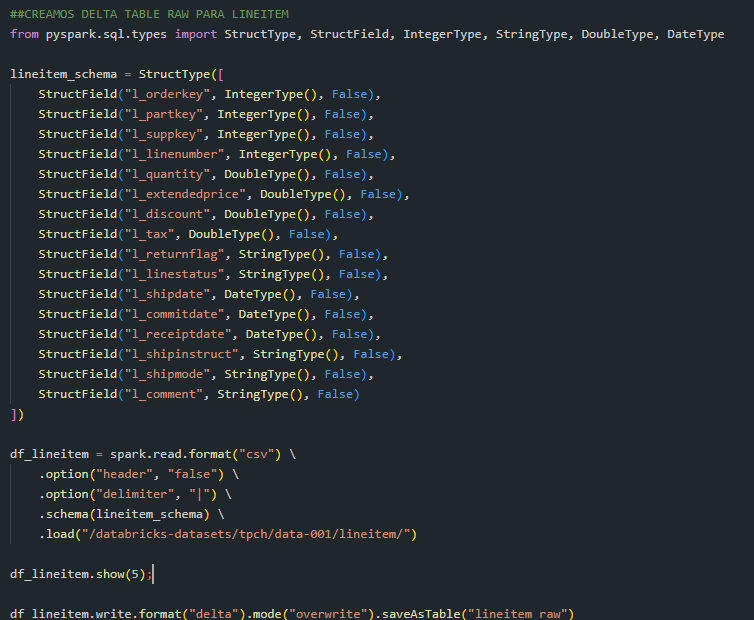 ##CREAMOS DELTA TABLE RAW PARA LINEITEM
from pyspark.sql.types import StructType, StructField, IntegerType, StringType, DoubleType, DateType

lineitem_schema = StructType([
    StructField("l_orderkey", IntegerType(), False),
    StructField("l_partkey", IntegerType(), False),
    StructField("l_suppkey", IntegerType(), False),
    StructField("l_linenumber", IntegerType(), False),
    StructField("l_quantity", DoubleType(), False),
    StructField("l_extendedprice", DoubleType(), False),
    StructField("l_discount", DoubleType(), False),
    StructField("l_tax", DoubleType(), False),
    StructField("l_returnflag", StringType(), False),
    StructField("l_linestatus", StringType(), False),
    StructField("l_shipdate", DateType(), False),
    StructField("l_commitdate", DateType(), False),
    StructField("l_receiptdate", DateType(), False),
    StructField("l_shipinstruct", StringType(), False),
    StructField("l_shipmode", StringType(), False),
    StructField("l_comment", StringType(), False)
])

df_lineitem = spark.read.format("csv") \
    .option("header", "false") \
    .option("delimiter", "|") \
    .schema(lineitem_schema) \
    .load("/databricks-datasets/tpch/data-001/lineitem/")

df_lineitem.show(5);

df_lineitem.write.format("delta").mode("overwrite").saveAsTable("lineitem_raw")